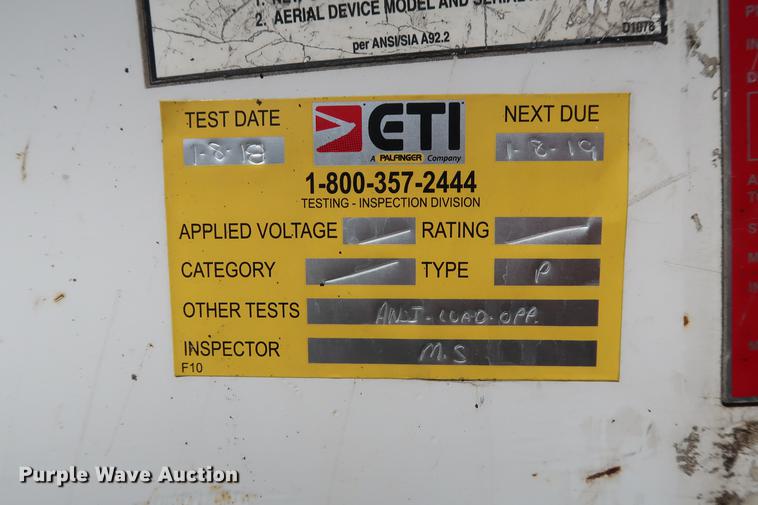 2. AERIAL DEVICE MODEL AND SERIAL
per ANSI/SIA A92.2
D1078
TEST DATE
1-8-18
ETI
A PALFINGER Company
NEXT DUE
1-8-19
1-800-357-2444
TESTING - INSPECTION DIVISION
APPLIED VOLTAGE RATING
CATEGORY TYPE P
OTHER TESTS ANSI-LOAD-OPP.
INSPECTOR M.S
F10
Purple Wave Auction